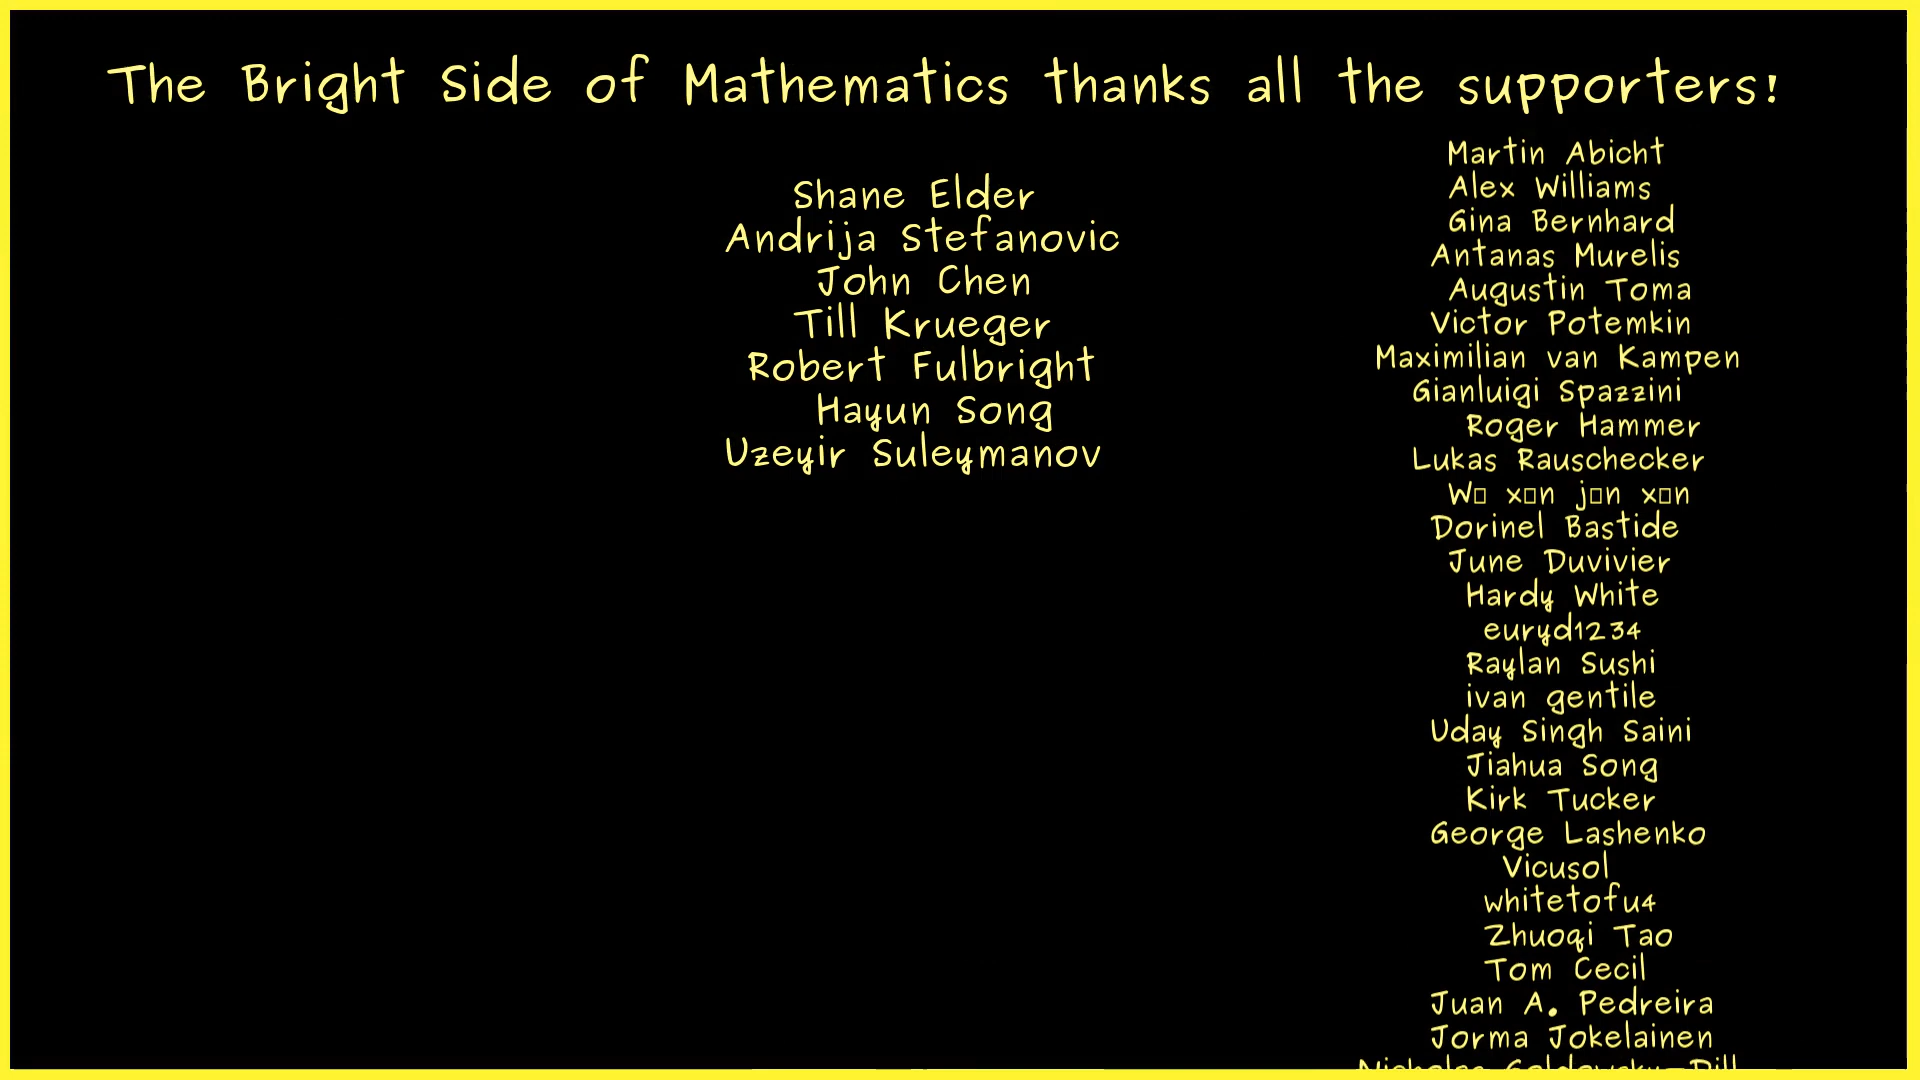 The Bright Side of Mathematics thanks all the supporters!
Shane Elder
Andrija Stefanovic
John Chen
Till Krueger
Robert Fulbright
Hayun Song
Uzeyir Suleymanov
Martin Abicht
Alex Williams
Gina Bernhard
Antanas Murelis
Augustin Toma
Victor Potemkin
Maximilian van Kampen
Gianluigi Spazzini
Roger Hammer
Lukas Rauschecker
W□ x□n j□n x□n
Dorinel Bastide
June Duvivier
Hardy White
euryd1234
Raylan Sushi
ivan gentile
Uday Singh Saini
Jiahua Song
Kirk Tucker
George Lashenko
Vicusol
whitetofu4
Zhuoqi Tao
Tom Cecil
Juan A. Pedreira
Jorma Jokelainen